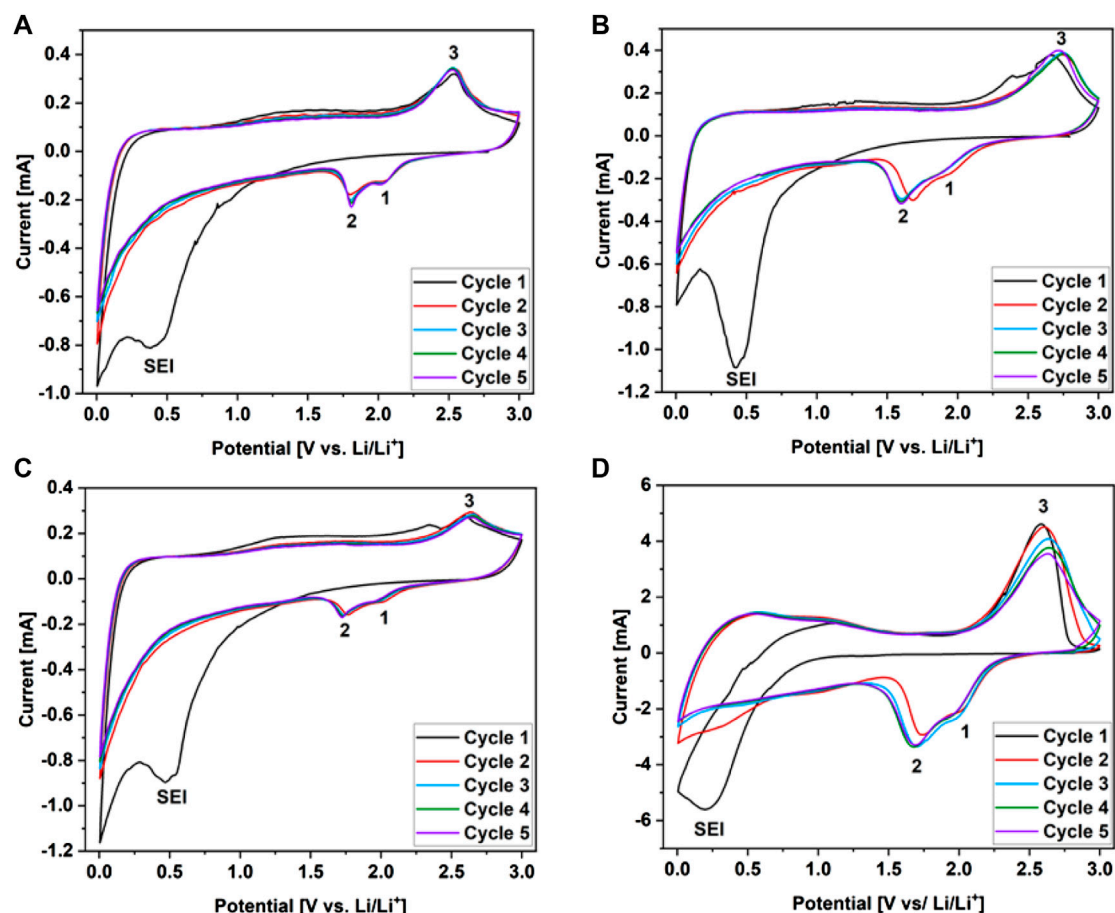 A
3
0.4
0.2
0.0
-0.2
-0.4
-0.6
-0.8
-1.0
Current [mA]
2
1
SEI
Cycle 1
Cycle 2
Cycle 3
Cycle 4
Cycle 5
0.0 0.5 1.0 1.5 2.0 2.5 3.0
Potential [V vs. Li/Li⁺]
B
3
0.6
0.4
0.2
0.0
-0.2
-0.4
-0.6
-0.8
-1.0
-1.2
Current [mA]
2
1
SEI
Cycle 1
Cycle 2
Cycle 3
Cycle 4
Cycle 5
0.0 0.5 1.0 1.5 2.0 2.5 3.0
Potential [V vs. Li/Li⁺]
C
3
0.4
0.2
0.0
-0.2
-0.4
-0.6
-0.8
-1.0
-1.2
Current [mA]
2
1
SEI
Cycle 1
Cycle 2
Cycle 3
Cycle 4
Cycle 5
0.0 0.5 1.0 1.5 2.0 2.5 3.0
Potential [V vs. Li/Li⁺]
D
3
6
4
2
0
-2
-4
-6
Current [mA]
1
2
SEI
Cycle 1
Cycle 2
Cycle 3
Cycle 4
Cycle 5
0.0 0.5 1.0 1.5 2.0 2.5 3.0
Potential [V vs/ Li/Li⁺]